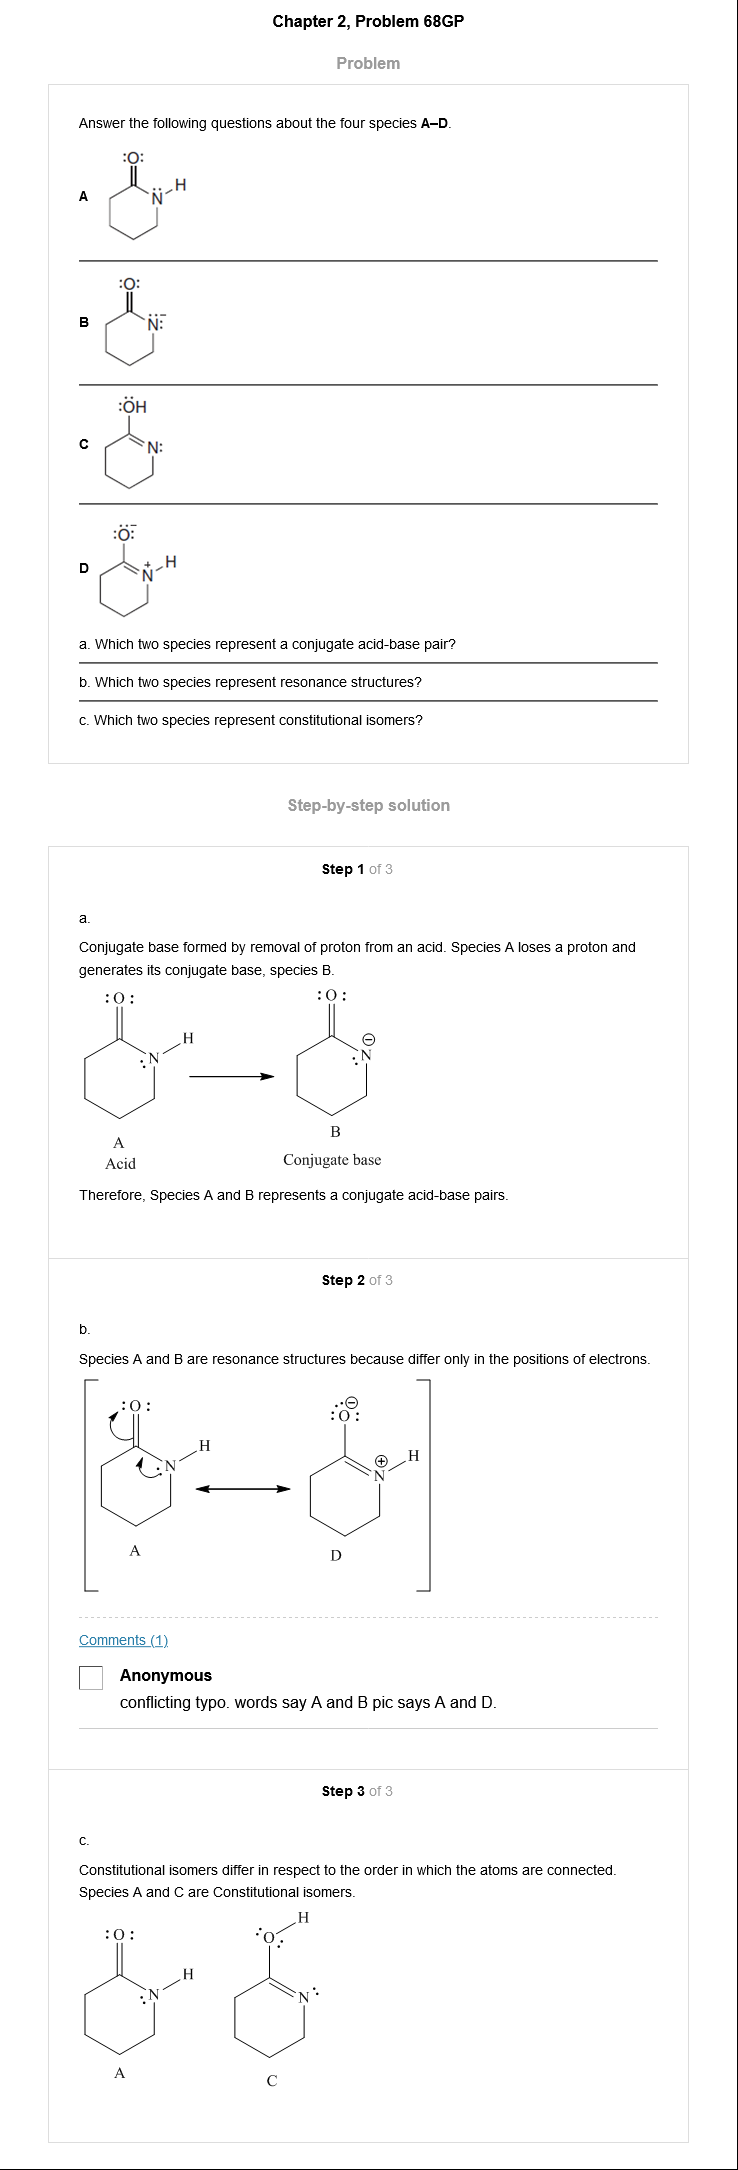 Chapter 2, Problem 68GP
Problem
Answer the following questions about the four species A–D.
:O:
H
A
N̈
:O:
B
:N̈:⁻
:ÖH
C
N:
:Ö:⁻
H
D
N⁺
a. Which two species represent a conjugate acid-base pair?
b. Which two species represent resonance structures?
c. Which two species represent constitutional isomers?
Step-by-step solution
Step 1 of 3
a.
Conjugate base formed by removal of proton from an acid. Species A loses a proton and
generates its conjugate base, species B.
:O:
:O:
H
⊖
:N
:N
A
B
Acid
Conjugate base
Therefore, Species A and B represents a conjugate acid-base pairs.
Step 2 of 3
b.
Species A and B are resonance structures because differ only in the positions of electrons.
:O:
⊖
:Ö:
H
H
:N
⊕
N
A
D
Comments (1)
Anonymous
conflicting typo. words say A and B pic says A and D.
Step 3 of 3
c.
Constitutional isomers differ in respect to the order in which the atoms are connected.
Species A and C are Constitutional isomers.
H
:O:
:O:
H
:N
N:
A
C